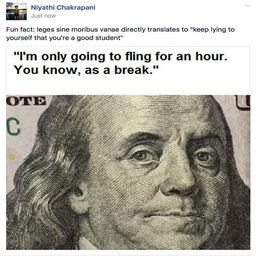 Niyathi Chakrapani
Just now
Fun fact: leges sine moribus vanae directly translates to "keep lying to
yourself that you're a good student"
"I'm only going to fling for an hour.
You know, as a break."
OTE
C